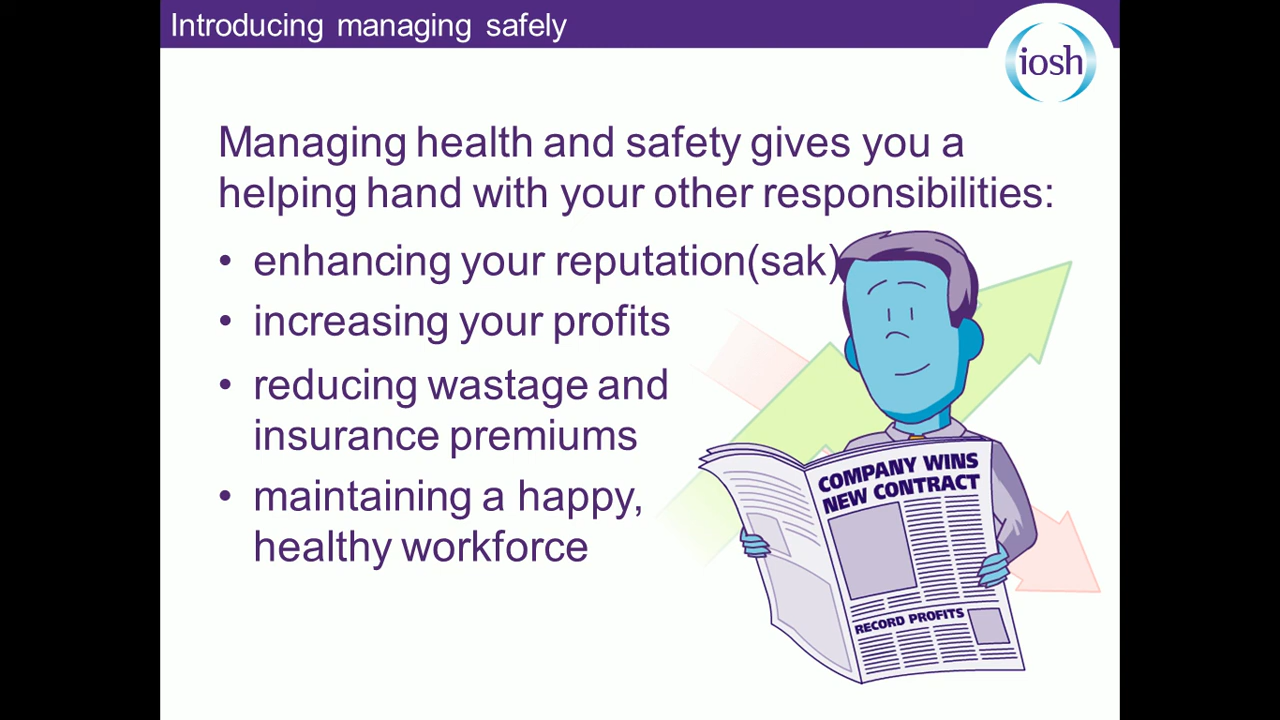 Introducing managing safely
iosh
Managing health and safety gives you a
helping hand with your other responsibilities:
• enhancing your reputation(sak)
• increasing your profits
• reducing wastage and
insurance premiums
• maintaining a happy,
healthy workforce
COMPANY WINS
NEW CONTRACT
RECORD PROFITS